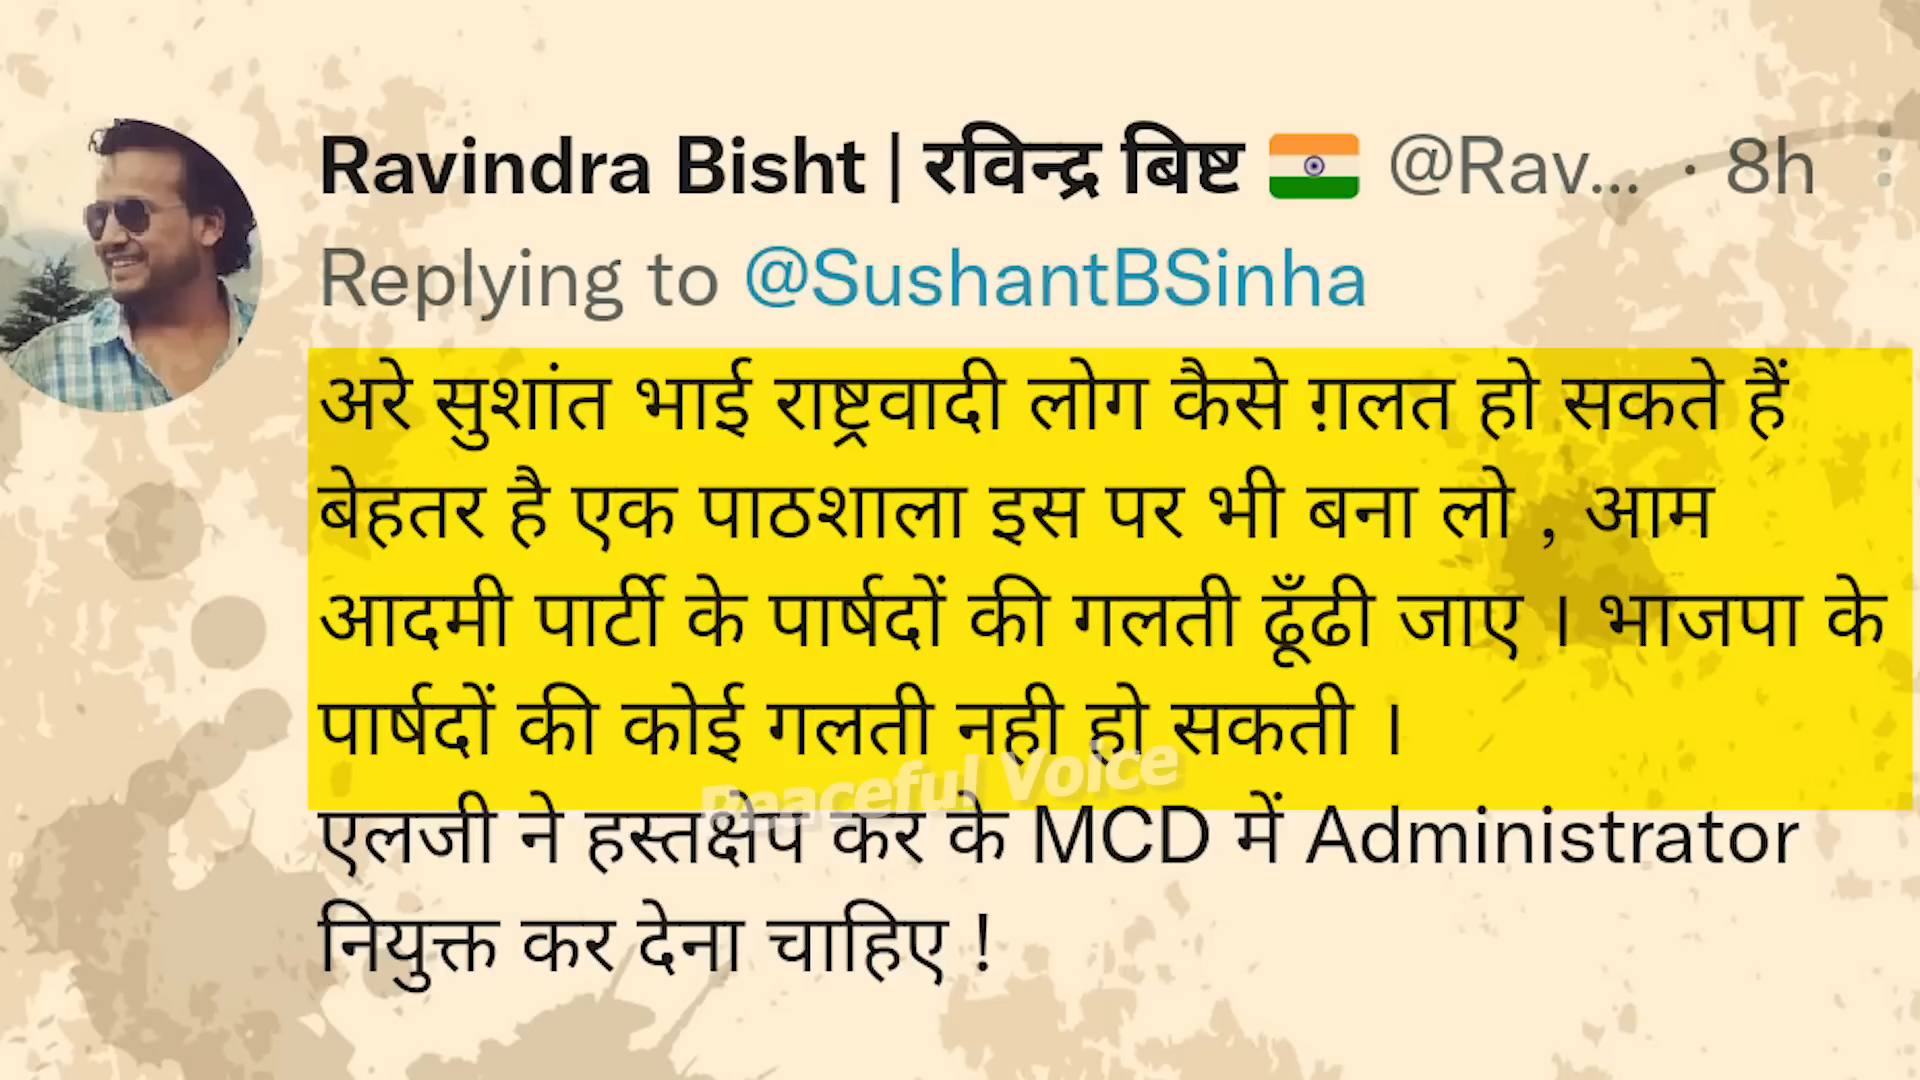 Ravindra Bisht | रविन्द्र बिष्ट 🇮🇳 @Rav... · 8h
Replying to @SushantBSinha
अरे सुशांत भाई राष्ट्रवादी लोग कैसे ग़लत हो सकते हैं
बेहतर है एक पाठशाला इस पर भी बना लो , आम
आदमी पार्टी के पार्षदों की गलती ढूँढी जाए । भाजपा के
पार्षदों की कोई गलती नही हो सकती ।
Peaceful Voice
एलजी ने हस्तक्षेप कर के MCD में Administrator
नियुक्त कर देना चाहिए !